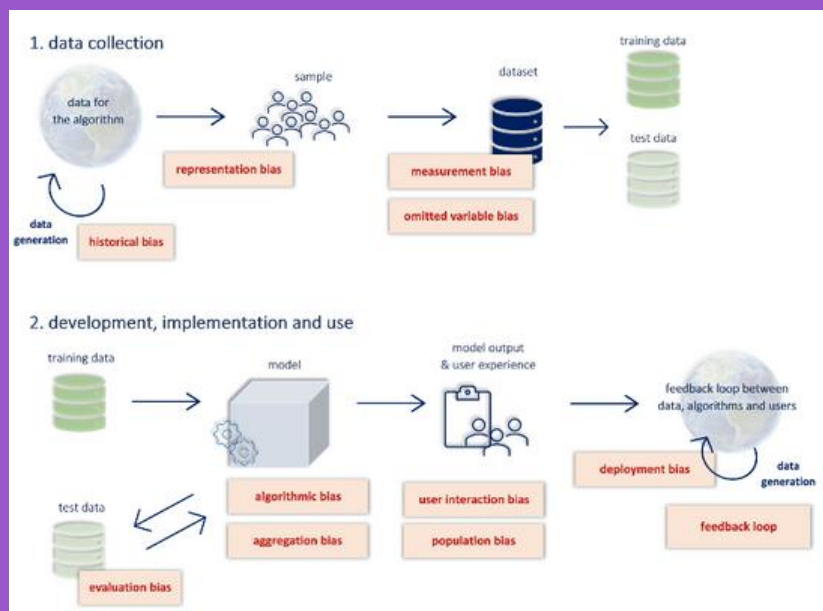 1. data collection
data for
the algorithm
sample
dataset
training data
test data
representation bias
measurement bias
omitted variable bias
data
generation
historical bias
2. development, implementation and use
training data
model
model output
& user experience
feedback loop between
data, algorithms and users
deployment bias
data
generation
feedback loop
algorithmic bias
aggregation bias
user interaction bias
population bias
test data
evaluation bias